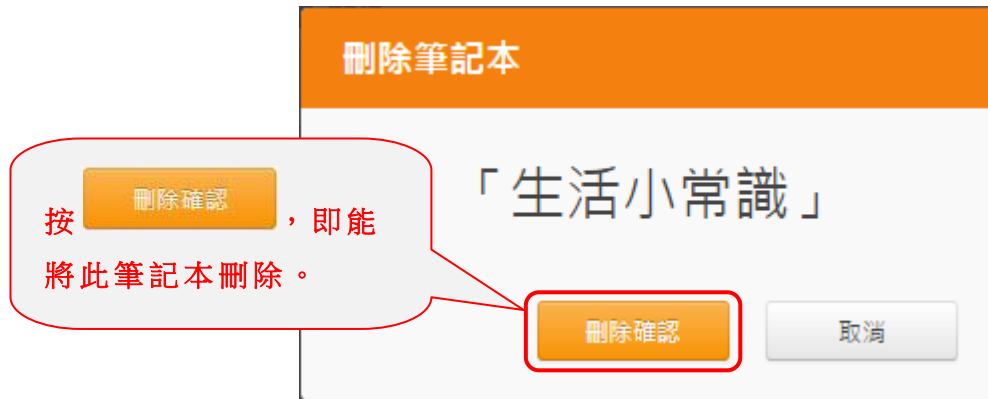 刪除筆記本
「生活小常識」
按 刪除確認 ，即能
將此筆記本刪除。
刪除確認 取消